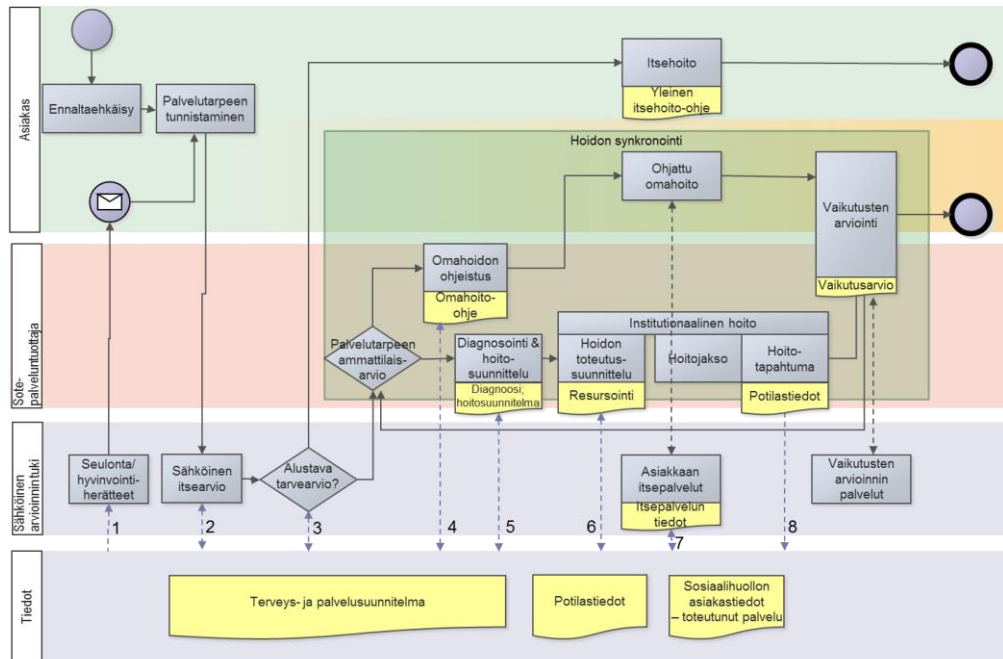 Asiakas
Ennaltaehkäisy
Palvelutarpeen
tunnistaminen
Itsehoito
Yleinen
itsehoito-ohje
Hoidon synkronointi
Ohjattu
omahoito
Vaikutusten
arviointi
Vaikutusarvio
Sote-
palveluntuottaja
Omahoidon
ohjeistus
Omahoito-
ohje
Palvelutarpeen
ammattilais-
arvio
Diagnosointi &
hoito-
suunnittelu
Diagnoosi;
hoitosuunnitelma
Institutionaalinen hoito
Hoidon
toteutus-
suunnittelu
Resursointi
Hoitojakso
Hoito-
tapahtuma
Potilastiedot
Sähköinen
arvioinnintuki
Seulonta/
hyvinvointi-
herätteet
Sähköinen
itsearvio
Alustava
tarvearvio?
Asiakkaan
itsepalvelut
Itsepalvelun
tiedot
Vaikutusten
arvioinnin
palvelut
1
2
3
4
5
6
7
8
Tiedot
Terveys- ja palvelusuunnitelma
Potilastiedot
Sosiaalihuollon
asiakastiedot
– toteutunut palvelu